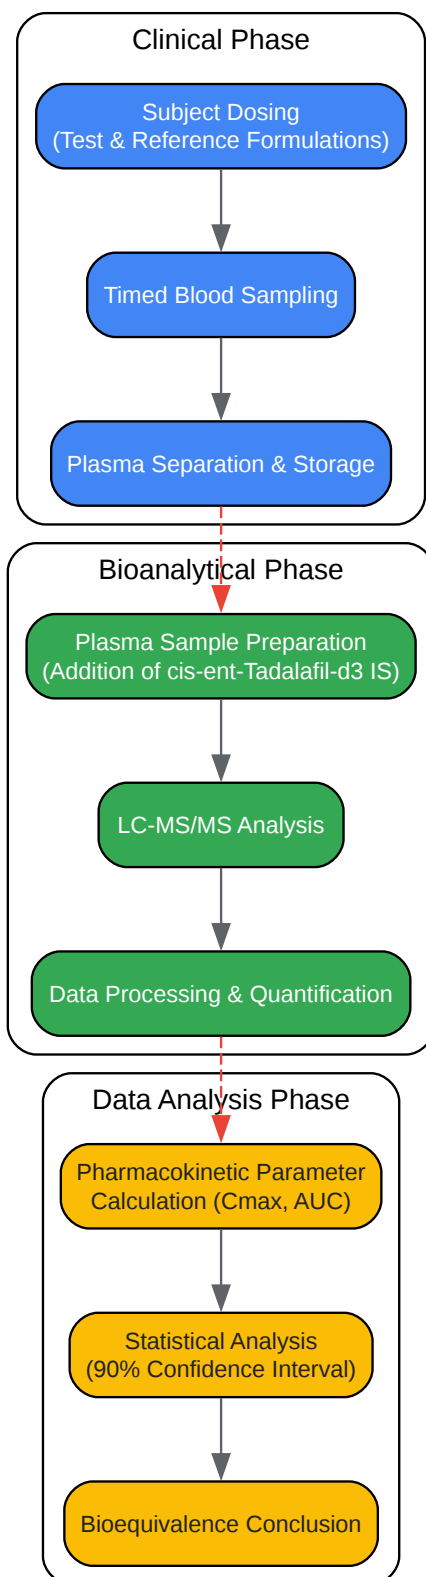 Clinical Phase
Subject Dosing
(Test & Reference Formulations)
Timed Blood Sampling
Plasma Separation & Storage
Bioanalytical Phase
Plasma Sample Preparation
(Addition of cis-ent-Tadalafil-d3 IS)
LC-MS/MS Analysis
Data Processing & Quantification
Data Analysis Phase
Pharmacokinetic Parameter
Calculation (Cmax, AUC)
Statistical Analysis
(90% Confidence Interval)
Bioequivalence Conclusion